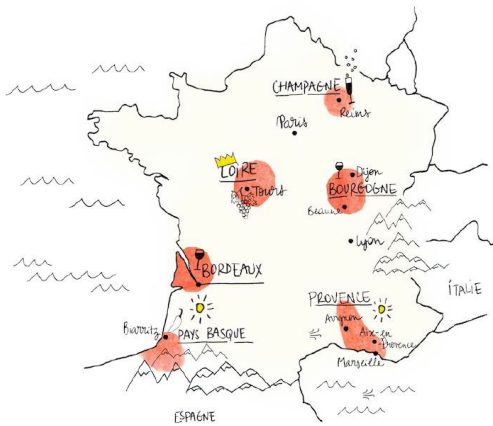 CHAMPAGNE
Reims
Paris
LOIRE
Tours
Dijon
BOURGOGNE
Beaune
Lyon
BORDEAUX
ITALIE
PROVENCE
Avignon
Aix-en
Provence
Marseille
Biarritz
PAYS BASQUE
ESPAGNE